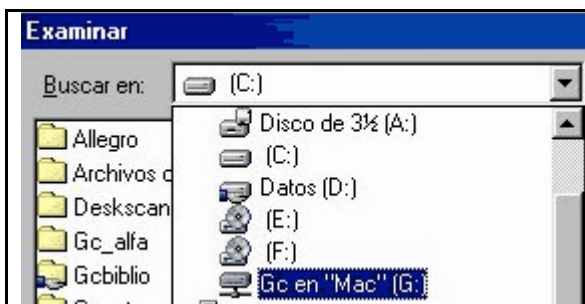 Examinar
Buscar en: (C:)
Allegro
Archivos
Deskscan
Gc_alfa
Gcbiblio
Disco de 3½ (A:)
(C:)
Datos (D:)
(E:)
(F:)
Gc en "Mac" (G: